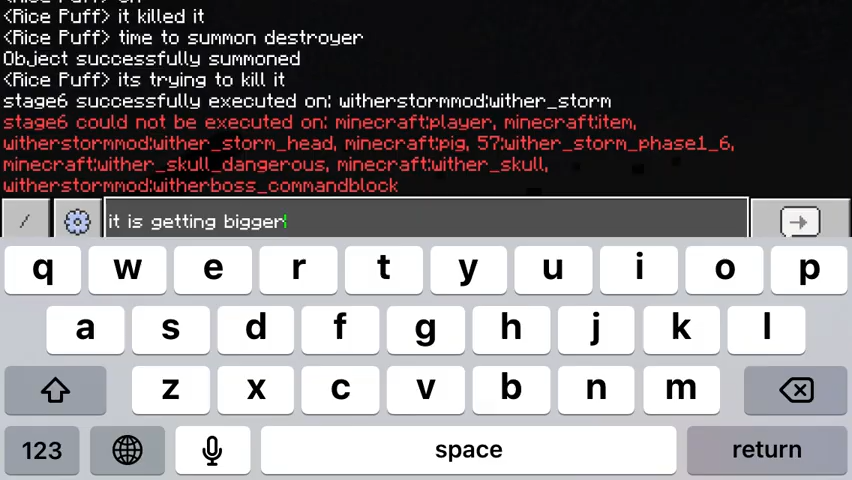 <Rice Puff> it killed it
<Rice Puff> time to summon destroyer
Object successfully summoned
<Rice Puff> its trying to kill it
stage6 successfully executed on: witherstormmod:wither_storm
stage6 could not be executed on: minecraft:player, minecraft:item,
witherstormmod:wither_storm_head, minecraft:pig, 57:wither_storm_phase1_6,
minecraft:wither_skull_dangerous, minecraft:wither_skull,
witherstormmod:witherboss_commandblock
/
it is getting bigger
q w e r t y u i o p
a s d f g h j k l
z x c v b n m
123 space return